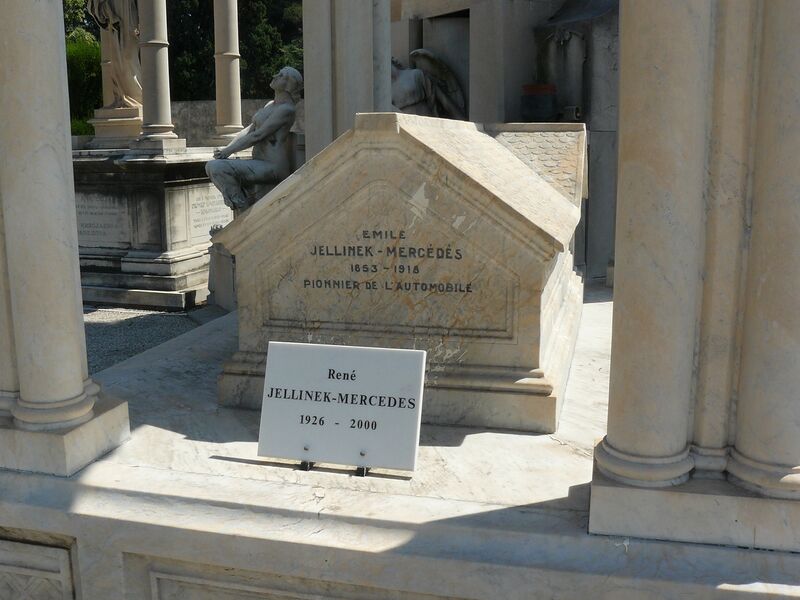 EMILE
JELLINEK-MERCÉDÈS
1853-1918
PIONNIER DE L'AUTOMOBILE
René
JELLINEK-MERCEDES
1926 - 2000